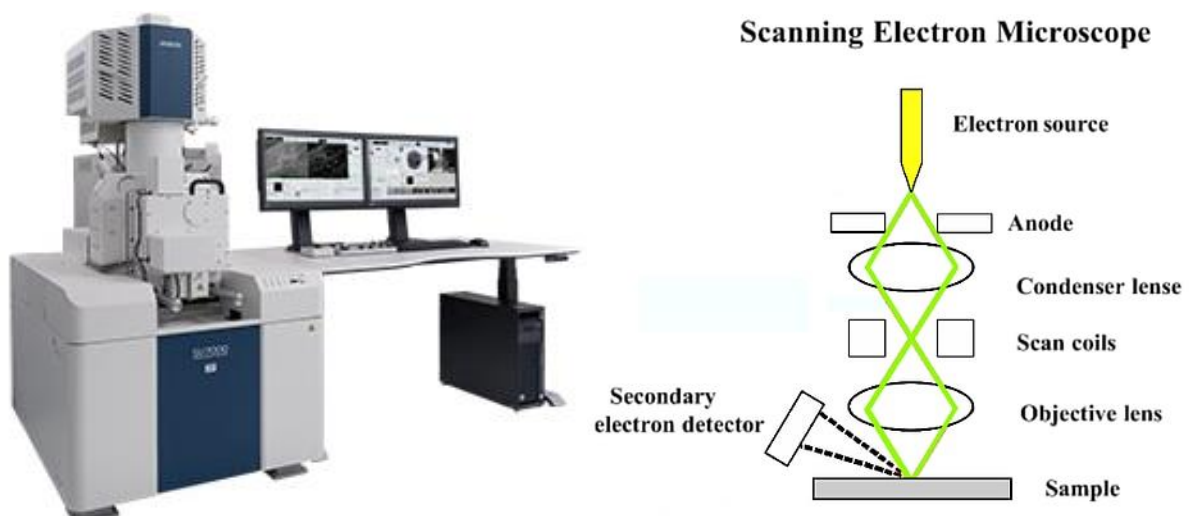 Scanning Electron Microscope
Electron source
Anode
Condenser lense
Scan coils
Secondary
electron detector
Objective lens
Sample